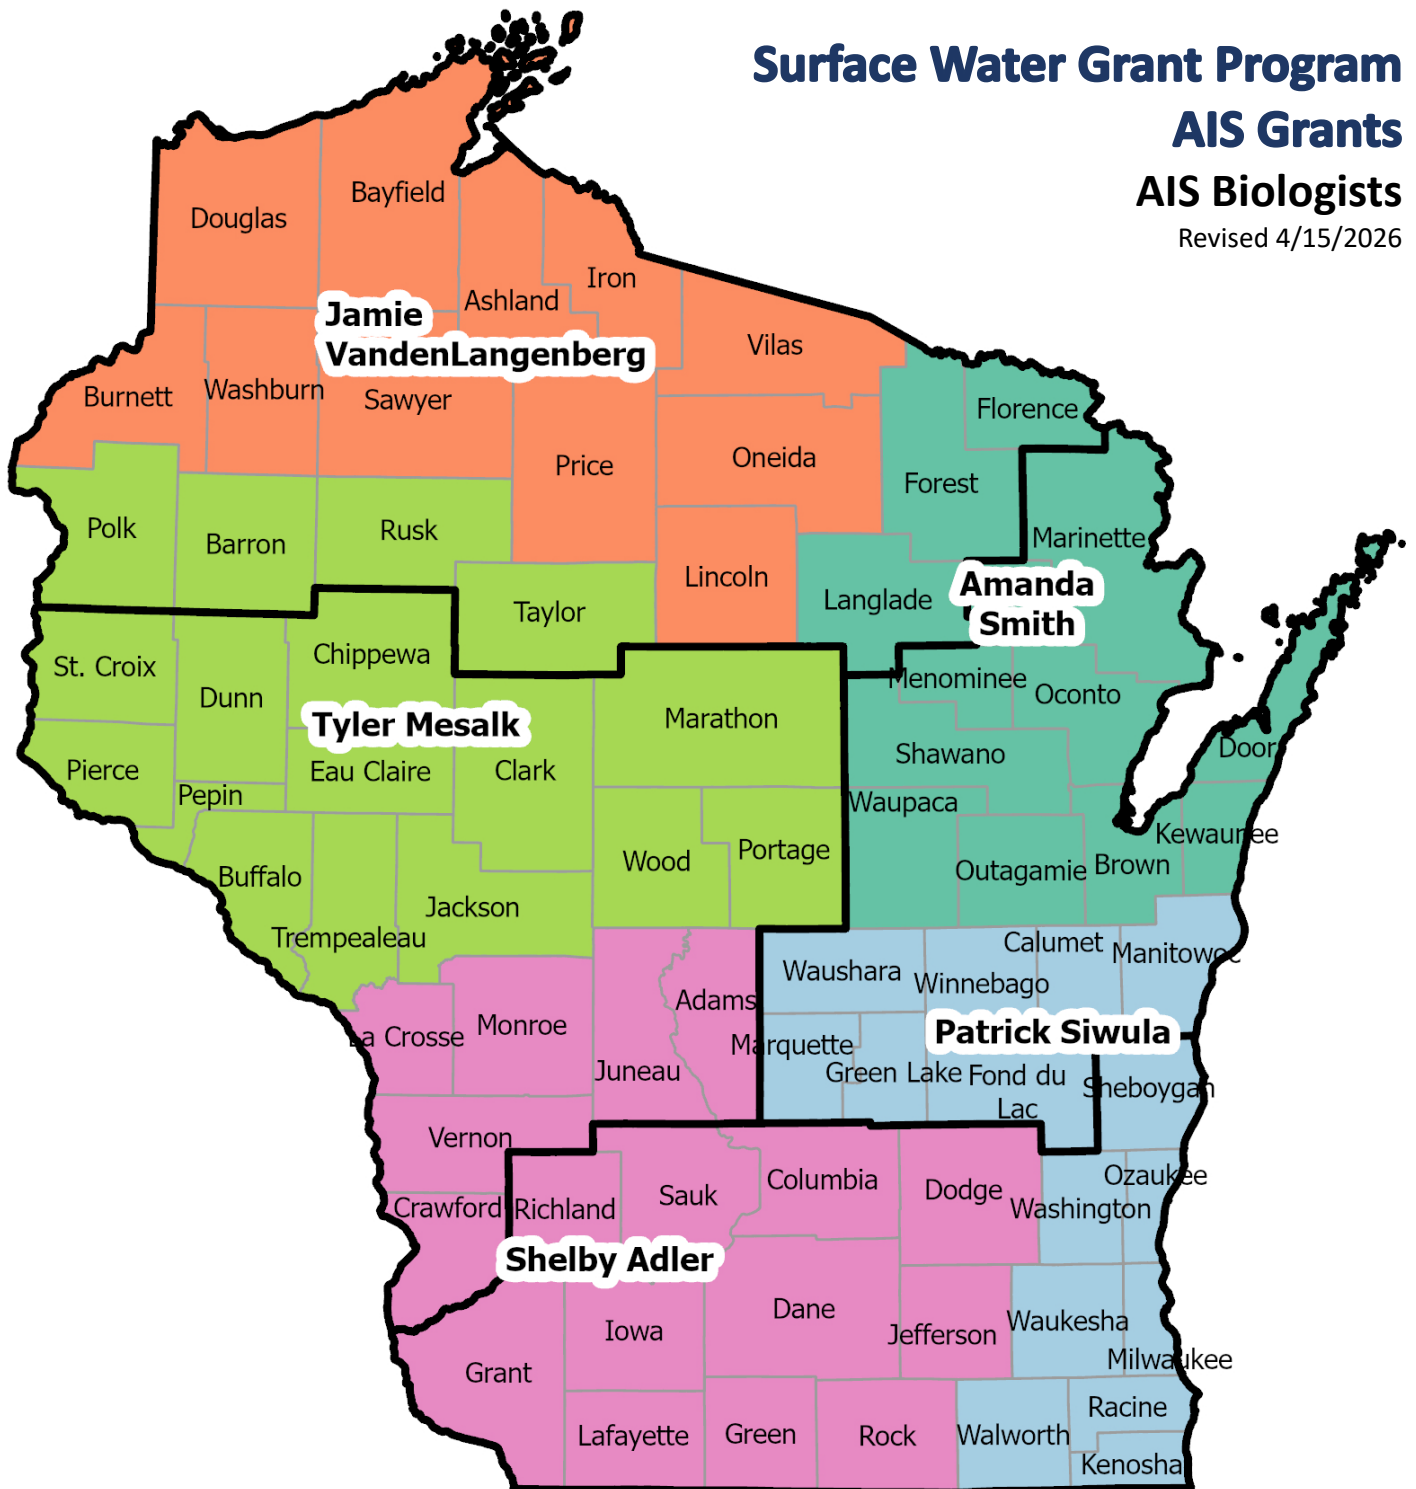 Surface Water Grant Program
AIS Grants
AIS Biologists
Revised 4/15/2026
Bayfield
Douglas
Iron
Ashland
Jamie
VandenLangenberg
Vilas
Burnett
Washburn
Sawyer
Florence
Price
Oneida
Forest
Polk
Barron
Rusk
Marinette
Lincoln
Langlade
Amanda
Smith
Taylor
St. Croix
Chippewa
Dunn
Menominee
Oconto
Marathon
Tyler Mesalk
Shawano
Door
Pierce
Eau Claire
Clark
Pepin
Waupaca
Kewaunee
Wood
Portage
Outagamie
Brown
Buffalo
Jackson
Trempealeau
Calumet
Manitowoc
Waushara
Winnebago
Adams
Monroe
La Crosse
Patrick Siwula
Marquette
Juneau
Green Lake
Fond du
Lac
Sheboygan
Vernon
Columbia
Ozaukee
Dodge
Sauk
Crawford
Richland
Washington
Shelby Adler
Dane
Iowa
Jefferson
Waukesha
Milwaukee
Grant
Racine
Lafayette
Green
Rock
Walworth
Kenosha